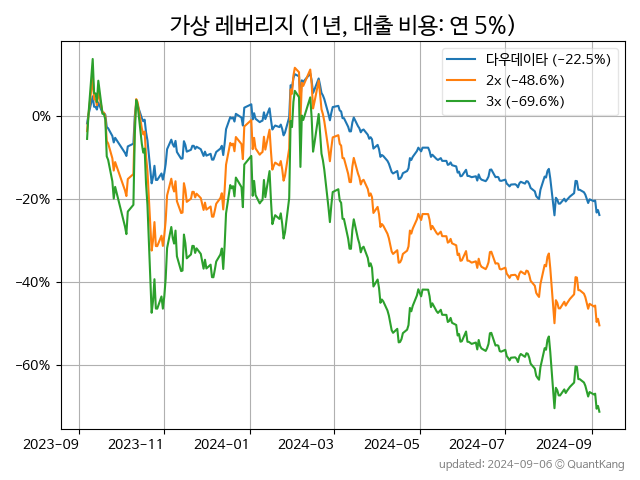 가상 레버리지 (1년, 대출 비용: 연 5%)
다우데이타 (−22.5%)
2x (−48.6%)
3x (−69.6%)
0%
−20%
−40%
−60%
2023-09 2023-11 2024-01 2024-03 2024-05 2024-07 2024-09
updated: 2024-09-06 © QuantKang